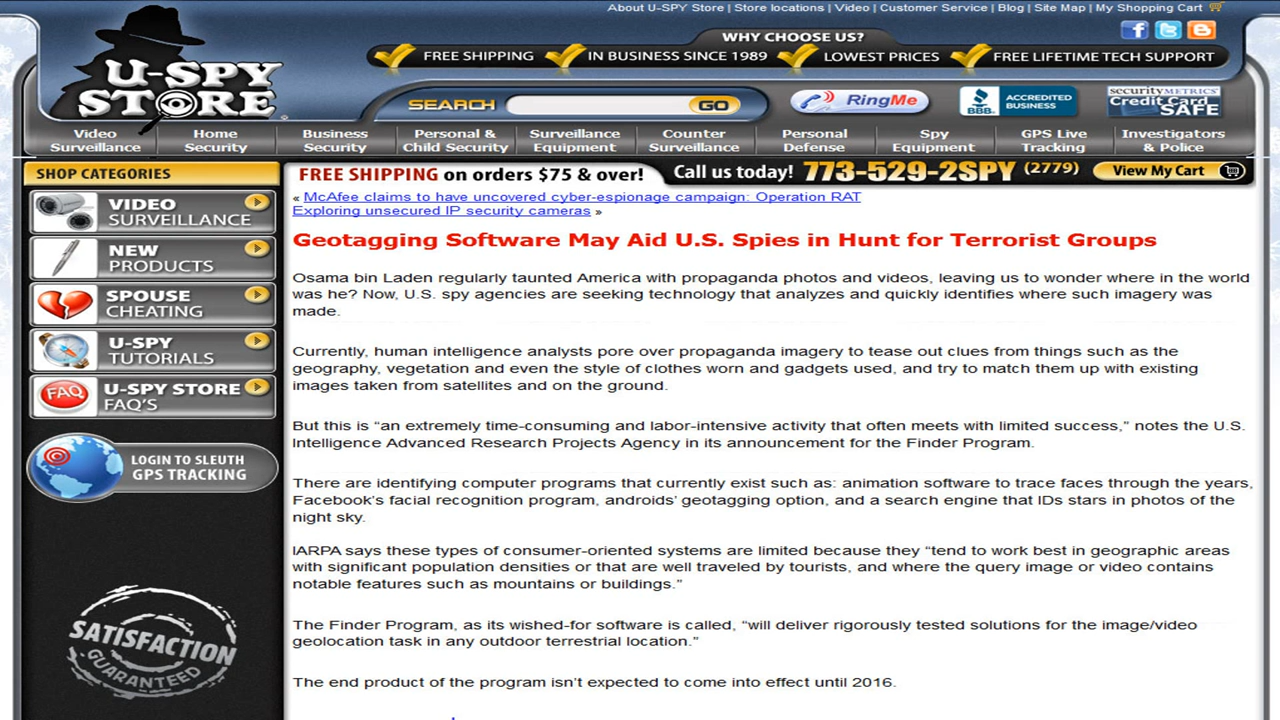 About U-SPY Store | Store locations | Video | Customer Service | Blog | Site Map | My Shopping Cart
WHY CHOOSE US?
FREE SHIPPING IN BUSINESS SINCE 1989 LOWEST PRICES FREE LIFETIME TECH SUPPORT
U-SPY
STORE
SEARCH GO
RingMe
BBB ACCREDITED
BUSINESS
securityMETRICS
Credit Card
SAFE
Video
Surveillance
Home
Security
Business
Security
Personal &
Child Security
Surveillance
Equipment
Counter
Surveillance
Personal
Defense
Spy
Equipment
GPS Live
Tracking
Investigators
& Police
SHOP CATEGORIES
VIDEO
SURVEILLANCE
NEW
PRODUCTS
SPOUSE
CHEATING
U-SPY
TUTORIALS
FAQ
U-SPY STORE
FAQ'S
LOGIN TO SLEUTH
GPS TRACKING
SATISFACTION
GUARANTEED
FREE SHIPPING on orders $75 & over!
Call us today! 773-529-2SPY (2779)
View My Cart
« McAfee claims to have uncovered cyber-espionage campaign: Operation RAT
Exploring unsecured IP security cameras »
Geotagging Software May Aid U.S. Spies in Hunt for Terrorist Groups
Osama bin Laden regularly taunted America with propaganda photos and videos, leaving us to wonder where in the world
was he? Now, U.S. spy agencies are seeking technology that analyzes and quickly identifies where such imagery was
made.
Currently, human intelligence analysts pore over propaganda imagery to tease out clues from things such as the
geography, vegetation and even the style of clothes worn and gadgets used, and try to match them up with existing
images taken from satellites and on the ground.
But this is “an extremely time-consuming and labor-intensive activity that often meets with limited success,” notes the U.S.
Intelligence Advanced Research Projects Agency in its announcement for the Finder Program.
There are identifying computer programs that currently exist such as: animation software to trace faces through the years,
Facebook’s facial recognition program, androids’ geotagging option, and a search engine that IDs stars in photos of the
night sky.
IARPA says these types of consumer-oriented systems are limited because they “tend to work best in geographic areas
with significant population densities or that are well traveled by tourists, and where the query image or video contains
notable features such as mountains or buildings.”
The Finder Program, as its wished-for software is called, “will deliver rigorously tested solutions for the image/video
geolocation task in any outdoor terrestrial location.”
The end product of the program isn’t expected to come into effect until 2016.